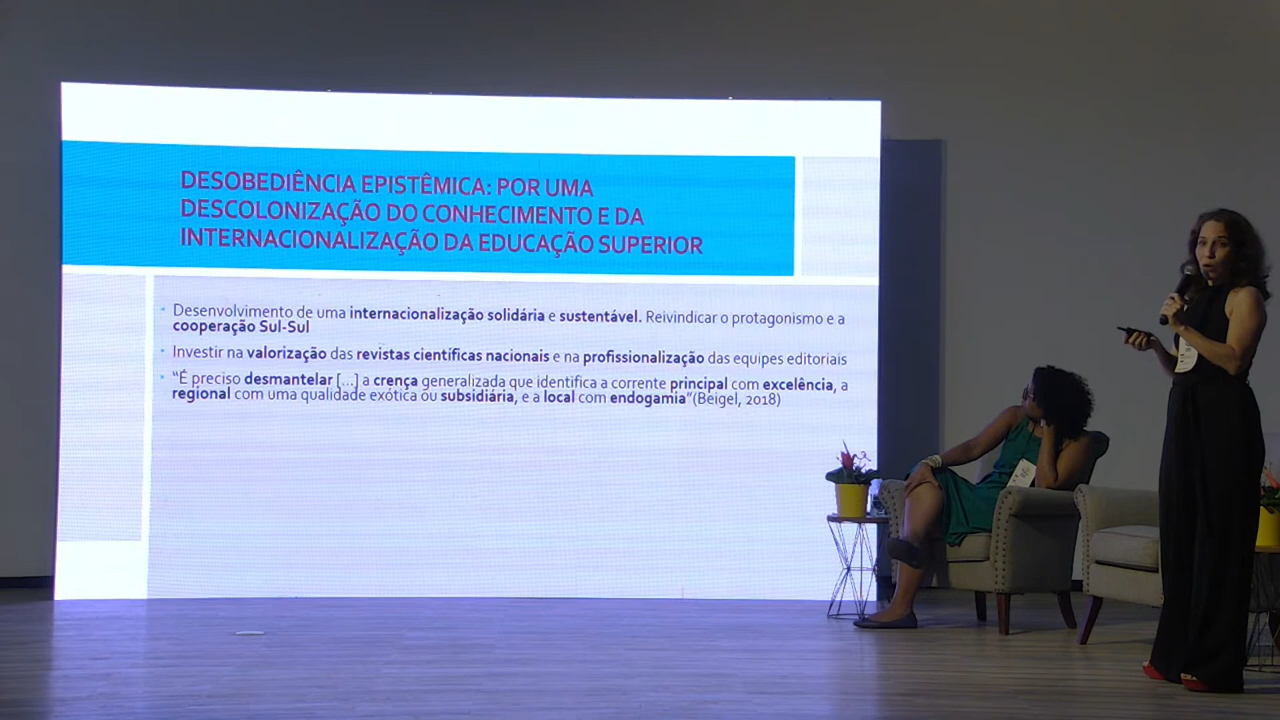 DESOBEDIÊNCIA EPISTÊMICA: POR UMA
DESCOLONIZAÇÃO DO CONHECIMENTO E DA
INTERNACIONALIZAÇÃO DA EDUCAÇÃO SUPERIOR
Desenvolvimento de uma internacionalização solidária e sustentável. Reivindicar o protagonismo e a
cooperação Sul-Sul
Investir na valorização das revistas científicas nacionais e na profissionalização das equipes editoriais
“É preciso desmantelar [...] a crença generalizada que identifica a corrente principal com excelência, a
regional com uma qualidade exótica ou subsidiária, e a local com endogamia”(Beigel, 2018)